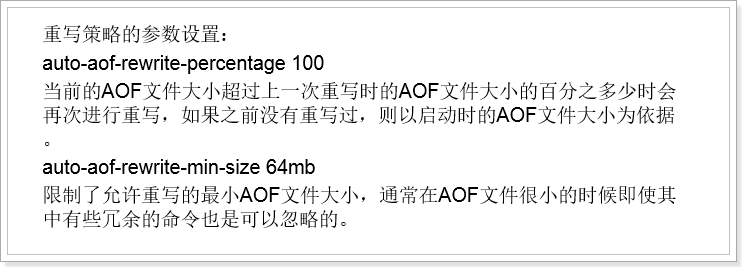 重写策略的参数设置：
auto-aof-rewrite-percentage 100
当前的AOF文件大小超过上一次重写时的AOF文件大小的百分之多少时会
再次进行重写，如果之前没有重写过，则以启动时的AOF文件大小为依据
。
auto-aof-rewrite-min-size 64mb
限制了允许重写的最小AOF文件大小，通常在AOF文件很小的时候即使其
中有些冗余的命令也是可以忽略的。